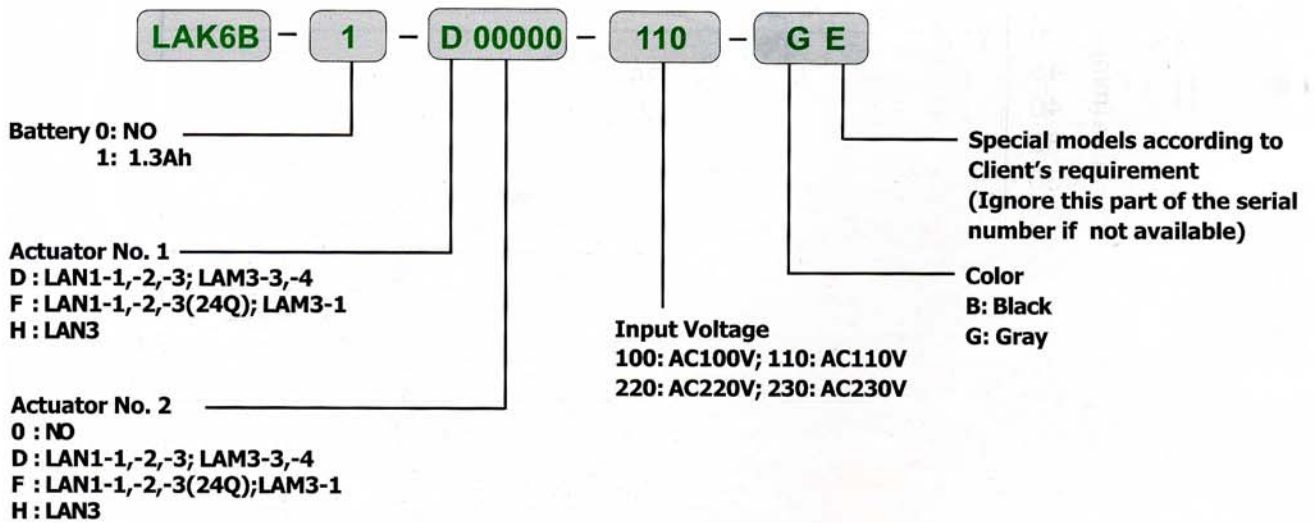 LAK6B - 1 - D 00000 - 110 - G E
Battery 0: NO
1: 1.3Ah
Actuator No. 1
D : LAN1-1,-2,-3; LAM3-3,-4
F : LAN1-1,-2,-3(24Q); LAM3-1
H : LAN3
Actuator No. 2
0 : NO
D : LAN1-1,-2,-3; LAM3-3,-4
F : LAN1-1,-2,-3(24Q);LAM3-1
H : LAN3
Input Voltage
100: AC100V; 110: AC110V
220: AC220V; 230: AC230V
Special models according to
Client's requirement
(Ignore this part of the serial
number if not available)
Color
B: Black
G: Gray